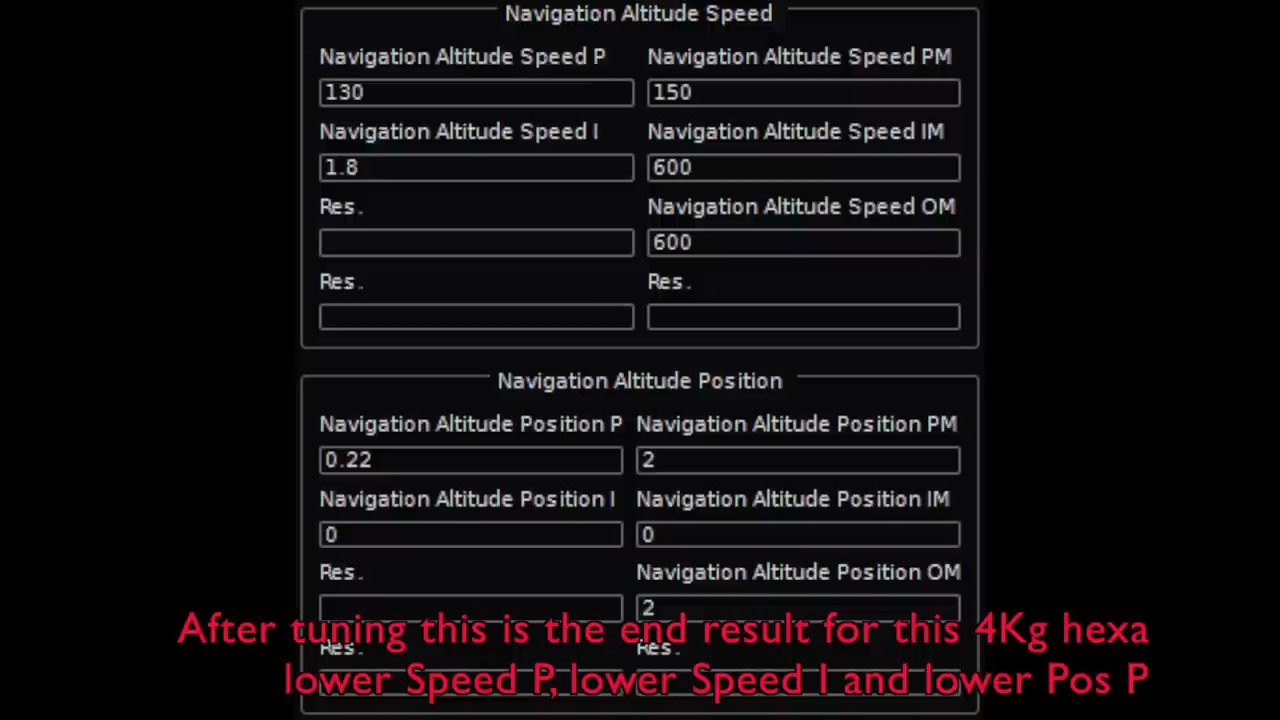 Navigation Altitude Speed
Navigation Altitude Speed P Navigation Altitude Speed PM
130 150
Navigation Altitude Speed I Navigation Altitude Speed IM
1.8 600
Res. Navigation Altitude Speed OM
600
Res. Res.
Navigation Altitude Position
Navigation Altitude Position P Navigation Altitude Position PM
0.22 2
Navigation Altitude Position I Navigation Altitude Position IM
0 0
Res. Navigation Altitude Position OM
2
After tuning this is the end result for this 4Kg hexa
Res. Res.
lower Speed P, lower Speed I and lower Pos P